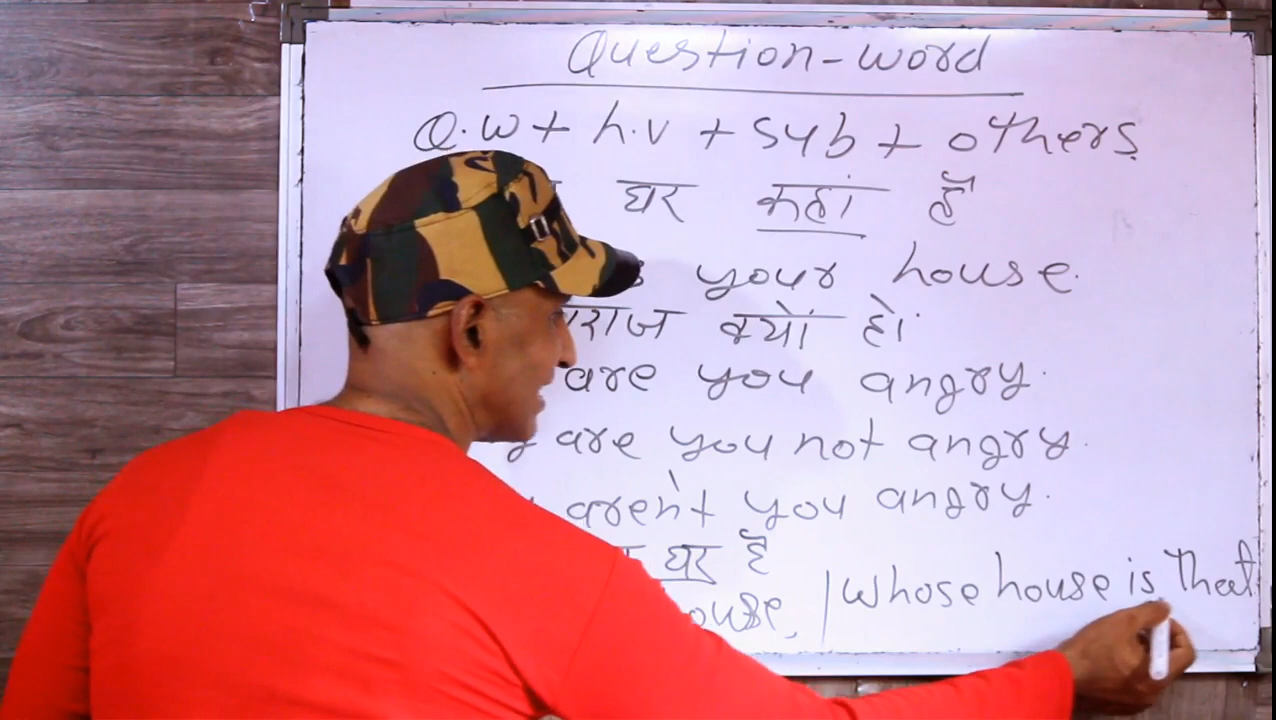 Question-word
Q.w + h.v + Sub + others.
घर कहां है
your house.
क्यों हो।
are you angry.
are you not angry.
aren't you angry.
घर है
| Whose house is that